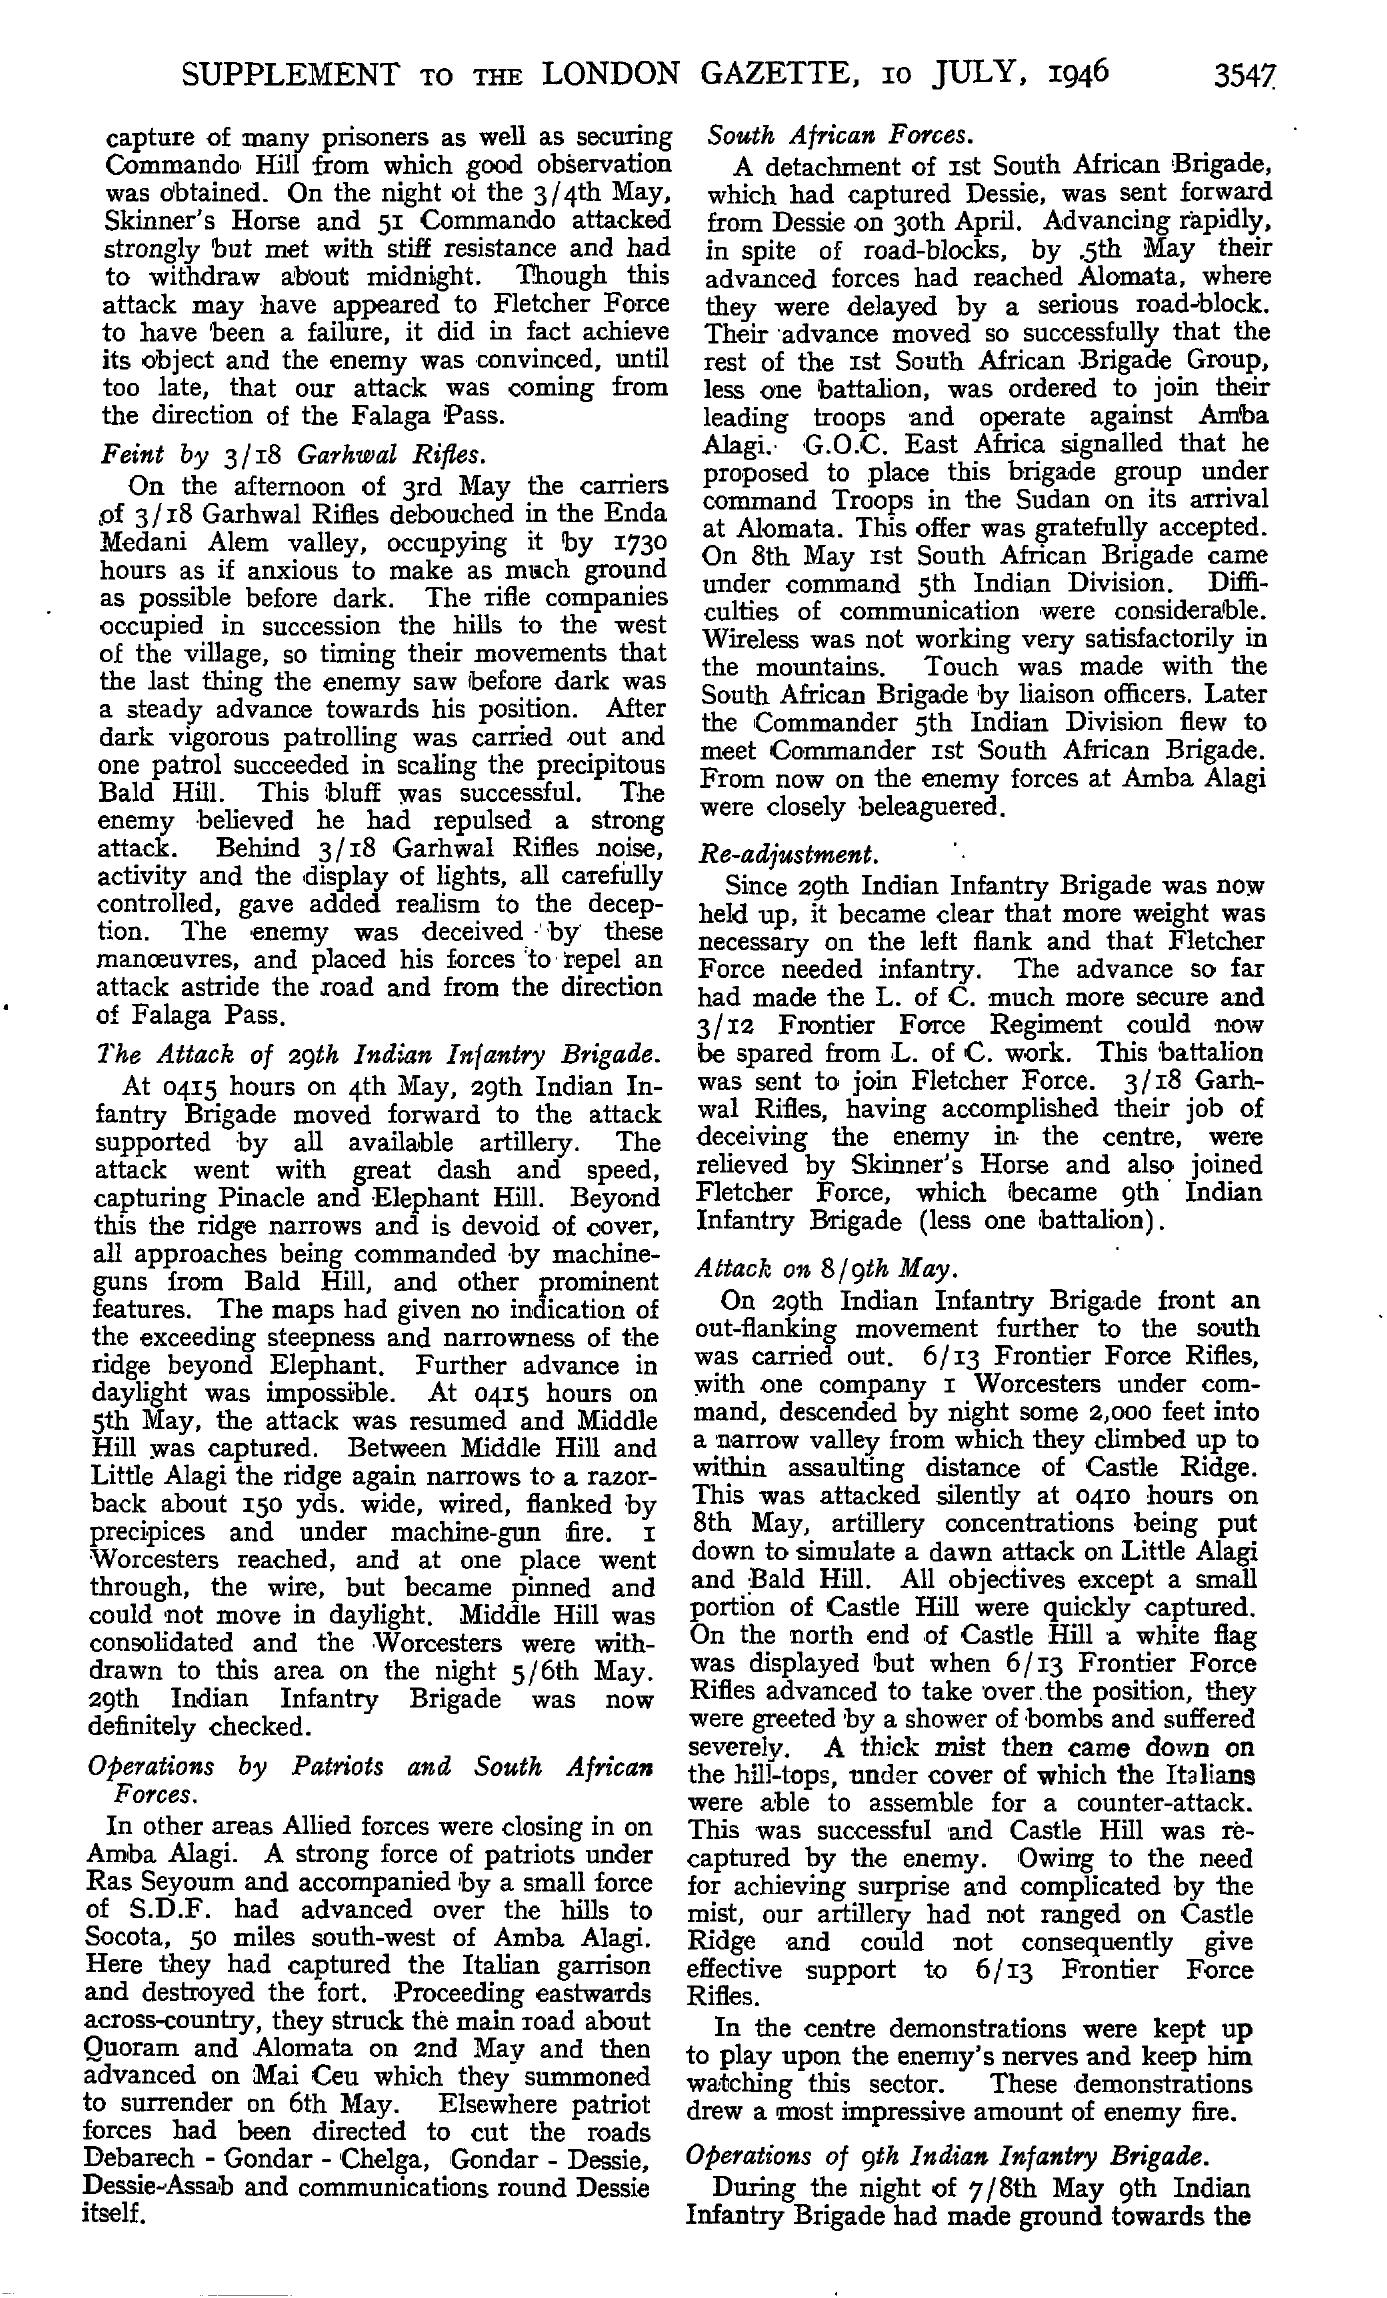 SUPPLEMENT TO THE LONDON GAZETTE, 10 JULY, 1946 3547
capture of many prisoners as well as securing
Commando Hill from which good observation
was obtained. On the night of the 3/4th May,
Skinner's Horse and 51 Commando attacked
strongly but met with stiff resistance and had
to withdraw about midnight. Though this
attack may have appeared to Fletcher Force
to have been a failure, it did in fact achieve
its object and the enemy was convinced, until
too late, that our attack was coming from
the direction of the Falaga Pass.
Feint by 3/18 Garhwal Rifles.
On the afternoon of 3rd May the carriers
of 3/18 Garhwal Rifles debouched in the Enda
Medani Alem valley, occupying it by 1730
hours as if anxious to make as much ground
as possible before dark. The rifle companies
occupied in succession the hills to the west
of the village, so timing their movements that
the last thing the enemy saw before dark was
a steady advance towards his position. After
dark vigorous patrolling was carried out and
one patrol succeeded in scaling the precipitous
Bald Hill. This bluff was successful. The
enemy believed he had repulsed a strong
attack. Behind 3/18 Garhwal Rifles noise,
activity and the display of lights, all carefully
controlled, gave added realism to the decep-
tion. The enemy was deceived by these
manœuvres, and placed his forces to repel an
attack astride the road and from the direction
of Falaga Pass.
The Attack of 29th Indian Infantry Brigade.
At 0415 hours on 4th May, 29th Indian In-
fantry Brigade moved forward to the attack
supported by all available artillery. The
attack went with great dash and speed,
capturing Pinacle and Elephant Hill. Beyond
this the ridge narrows and is devoid of cover,
all approaches being commanded by machine-
guns from Bald Hill, and other prominent
features. The maps had given no indication of
the exceeding steepness and narrowness of the
ridge beyond Elephant. Further advance in
daylight was impossible. At 0415 hours on
5th May, the attack was resumed and Middle
Hill was captured. Between Middle Hill and
Little Alagi the ridge again narrows to a razor-
back about 150 yds. wide, wired, flanked by
precipices and under machine-gun fire. 1
Worcesters reached, and at one place went
through, the wire, but became pinned and
could not move in daylight. Middle Hill was
consolidated and the Worcesters were with-
drawn to this area on the night 5/6th May.
29th Indian Infantry Brigade was now
definitely checked.
Operations by Patriots and South African
Forces.
In other areas Allied forces were closing in on
Amba Alagi. A strong force of patriots under
Ras Seyoum and accompanied by a small force
of S.D.F. had advanced over the hills to
Socota, 50 miles south-west of Amba Alagi.
Here they had captured the Italian garrison
and destroyed the fort. Proceeding eastwards
across-country, they struck the main road about
Quoram and Alomata on 2nd May and then
advanced on Mai Ceu which they summoned
to surrender on 6th May. Elsewhere patriot
forces had been directed to cut the roads
Debarech - Gondar - Chelga, Gondar - Dessie,
Dessie-Assab and communications round Dessie
itself.
South African Forces.
A detachment of 1st South African Brigade,
which had captured Dessie, was sent forward
from Dessie on 30th April. Advancing rapidly,
in spite of road-blocks, by 5th May their
advanced forces had reached Alomata, where
they were delayed by a serious road-block.
Their advance moved so successfully that the
rest of the 1st South African Brigade Group,
less one battalion, was ordered to join their
leading troops and operate against Amba
Alagi. G.O.C. East Africa signalled that he
proposed to place this brigade group under
command Troops in the Sudan on its arrival
at Alomata. This offer was gratefully accepted.
On 8th May 1st South African Brigade came
under command 5th Indian Division. Diffi-
culties of communication were considerable.
Wireless was not working very satisfactorily in
the mountains. Touch was made with the
South African Brigade by liaison officers. Later
the Commander 5th Indian Division flew to
meet Commander 1st South African Brigade.
From now on the enemy forces at Amba Alagi
were closely beleaguered.
Re-adjustment.
Since 29th Indian Infantry Brigade was now
held up, it became clear that more weight was
necessary on the left flank and that Fletcher
Force needed infantry. The advance so far
had made the L. of C. much more secure and
3/12 Frontier Force Regiment could now
be spared from L. of C. work. This battalion
was sent to join Fletcher Force. 3/18 Garh-
wal Rifles, having accomplished their job of
deceiving the enemy in the centre, were
relieved by Skinner's Horse and also joined
Fletcher Force, which became 9th Indian
Infantry Brigade (less one battalion).
Attack on 8/9th May.
On 29th Indian Infantry Brigade front an
out-flanking movement further to the south
was carried out. 6/13 Frontier Force Rifles,
with one company 1 Worcesters under com-
mand, descended by night some 2,000 feet into
a narrow valley from which they climbed up to
within assaulting distance of Castle Ridge.
This was attacked silently at 0410 hours on
8th May, artillery concentrations being put
down to simulate a dawn attack on Little Alagi
and Bald Hill. All objectives except a small
portion of Castle Hill were quickly captured.
On the north end of Castle Hill a white flag
was displayed but when 6/13 Frontier Force
Rifles advanced to take over the position, they
were greeted by a shower of bombs and suffered
severely. A thick mist then came down on
the hill-tops, under cover of which the Italians
were able to assemble for a counter-attack.
This was successful and Castle Hill was re-
captured by the enemy. Owing to the need
for achieving surprise and complicated by the
mist, our artillery had not ranged on Castle
Ridge and could not consequently give
effective support to 6/13 Frontier Force
Rifles.
In the centre demonstrations were kept up
to play upon the enemy's nerves and keep him
watching this sector. These demonstrations
drew a most impressive amount of enemy fire.
Operations of 9th Indian Infantry Brigade.
During the night of 7/8th May 9th Indian
Infantry Brigade had made ground towards the